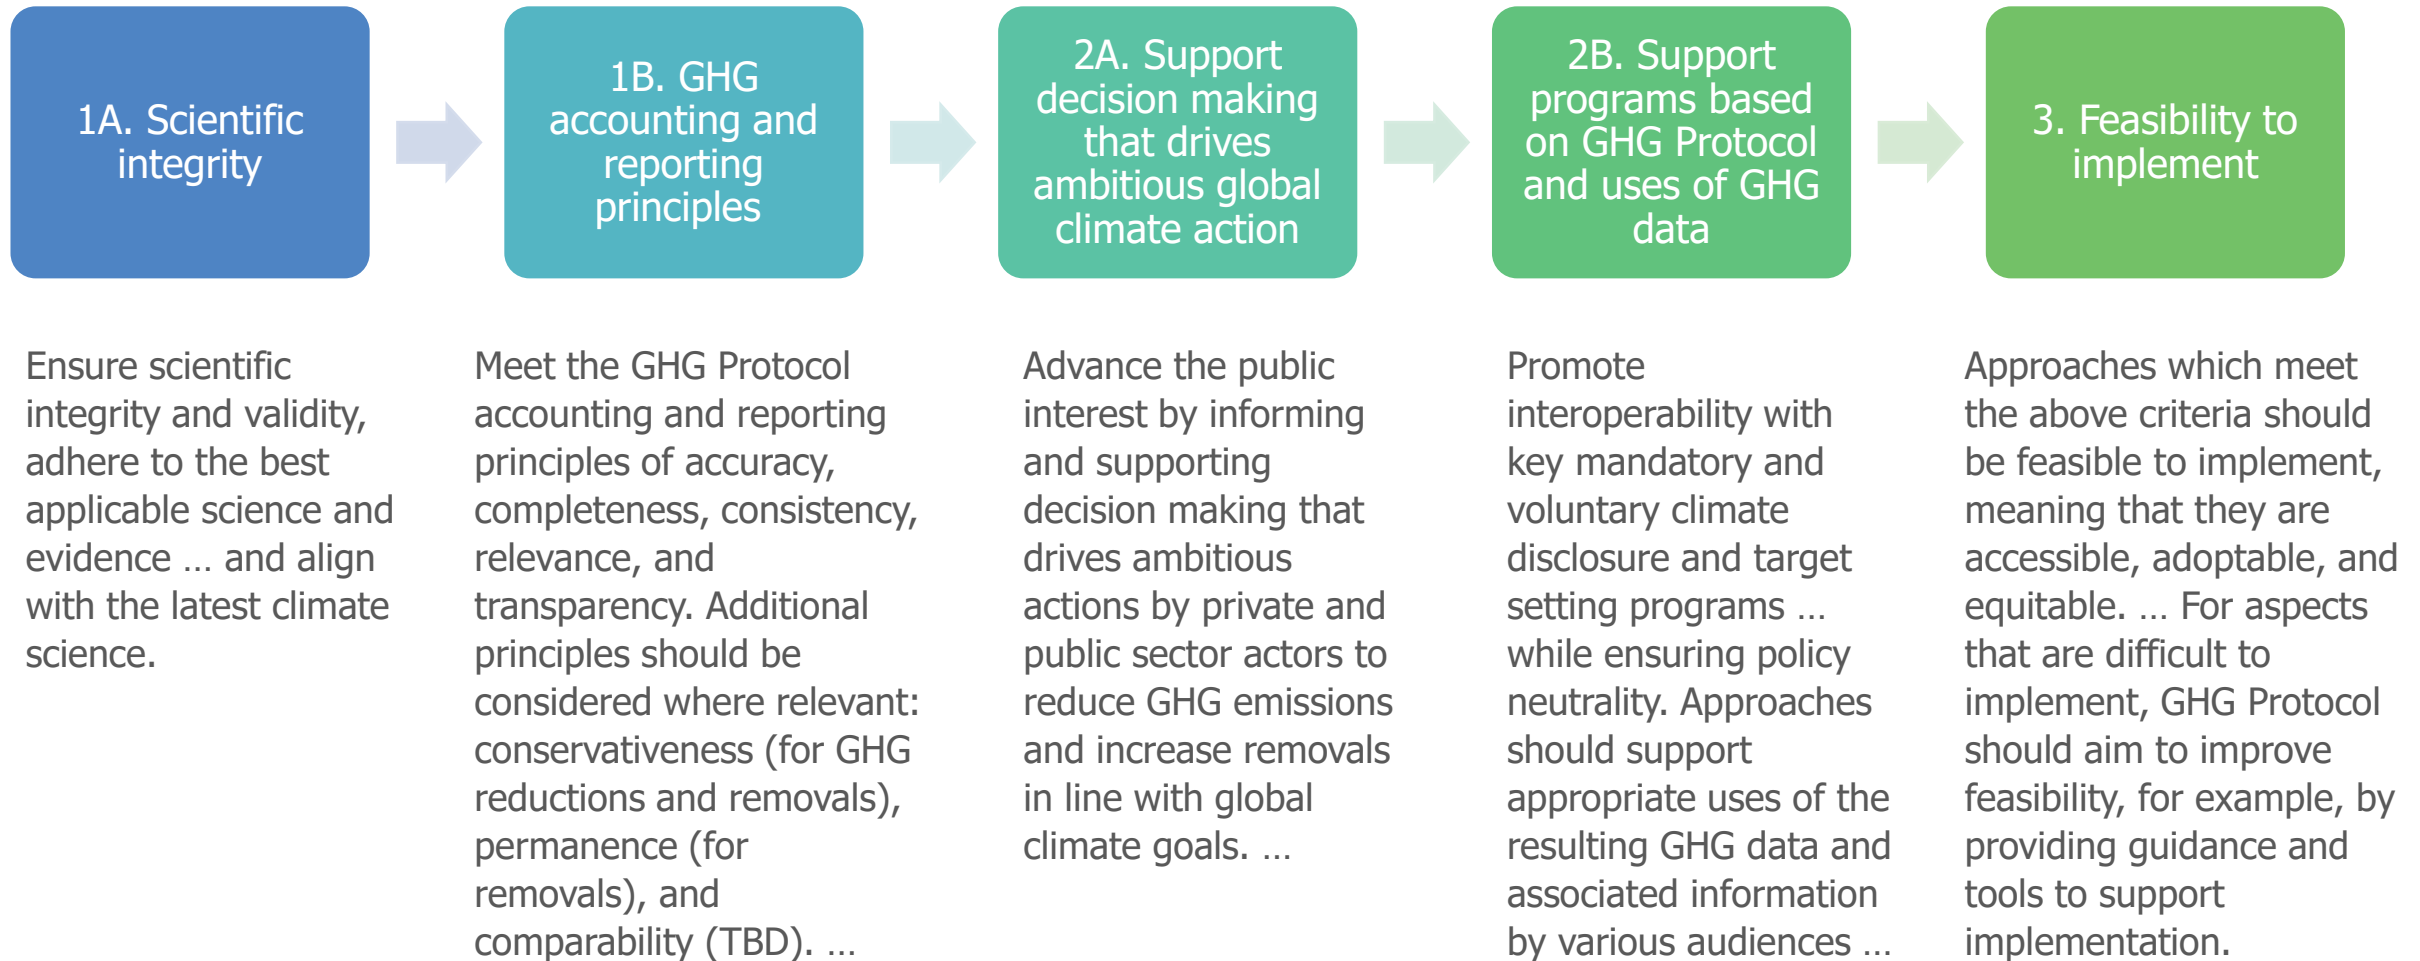 1A. Scientific
integrity
1B. GHG
accounting and
reporting
principles
2A. Support
decision making
that drives
ambitious global
climate action
2B. Support
programs based
on GHG Protocol
and uses of GHG
data
3. Feasibility to
implement
Ensure scientific
integrity and validity,
adhere to the best
applicable science and
evidence … and align
with the latest climate
science.
Meet the GHG Protocol
accounting and reporting
principles of accuracy,
completeness, consistency,
relevance, and
transparency. Additional
principles should be
considered where relevant:
conservativeness (for GHG
reductions and removals),
permanence (for
removals), and
comparability (TBD). …
Advance the public
interest by informing
and supporting
decision making that
drives ambitious
actions by private and
public sector actors to
reduce GHG emissions
and increase removals
in line with global
climate goals. …
Promote
interoperability with
key mandatory and
voluntary climate
disclosure and target
setting programs …
while ensuring policy
neutrality. Approaches
should support
appropriate uses of the
resulting GHG data and
associated information
by various audiences …
Approaches which meet
the above criteria should
be feasible to implement,
meaning that they are
accessible, adoptable, and
equitable. … For aspects
that are difficult to
implement, GHG Protocol
should aim to improve
feasibility, for example, by
providing guidance and
tools to support
implementation.